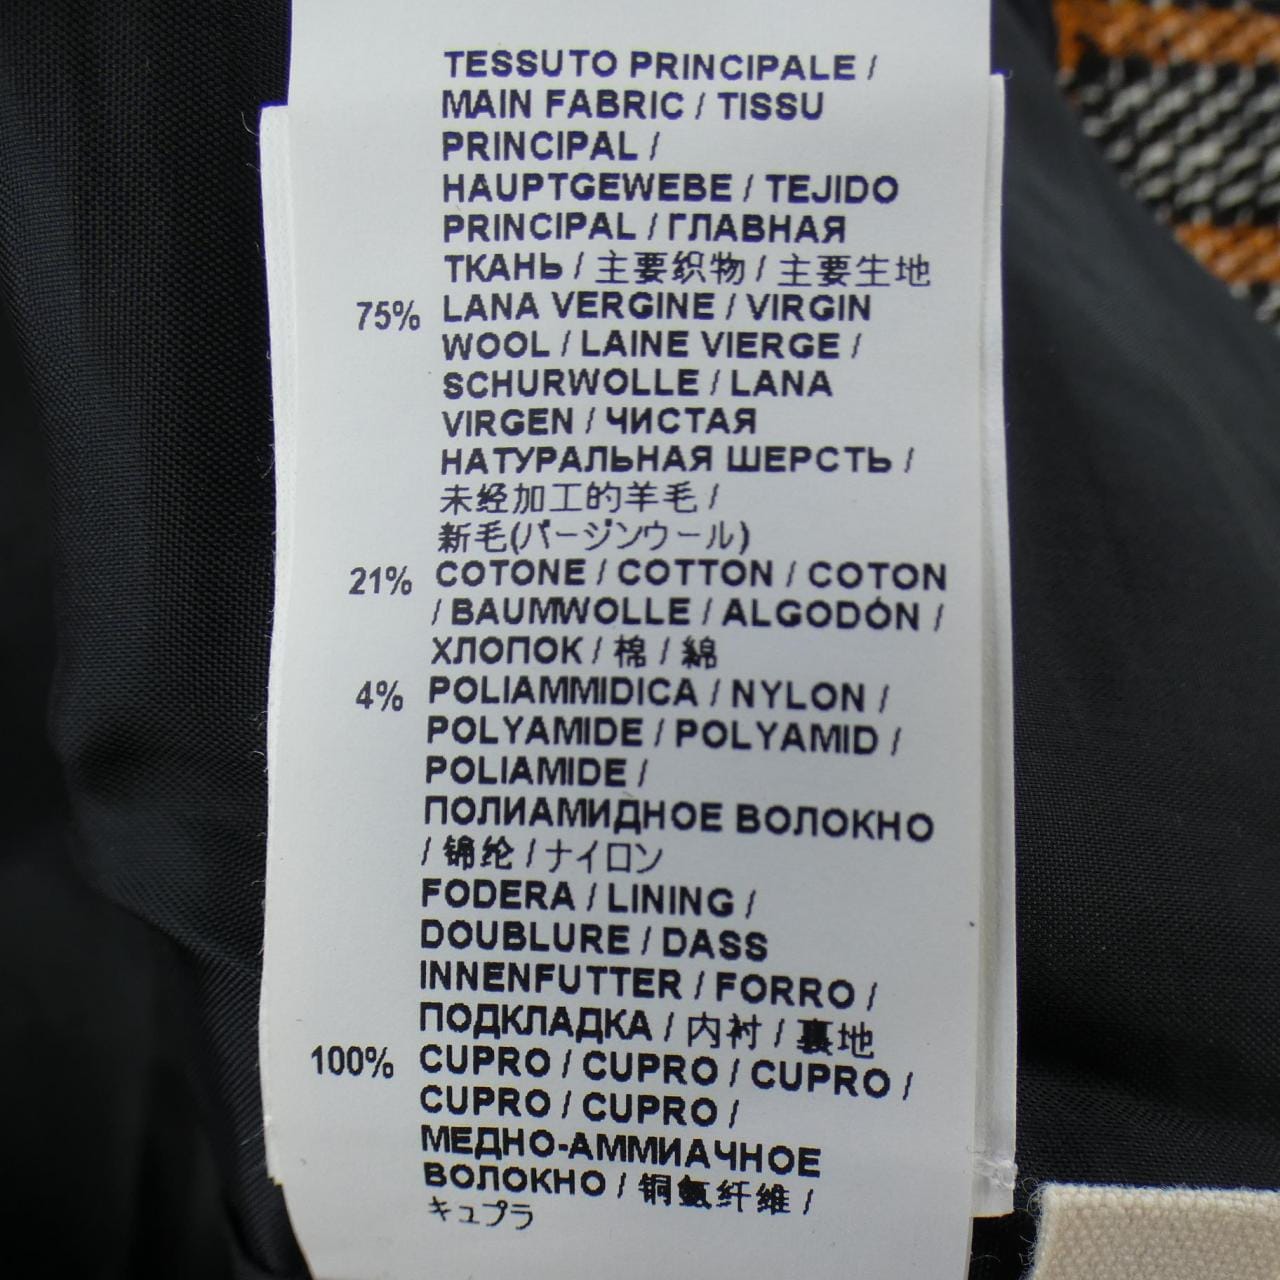 TESSUTO PRINCIPALE /
MAIN FABRIC / TISSU
PRINCIPAL /
HAUPTGEWEBE / TEJIDO
PRINCIPAL / ГЛАВНАЯ
ТКАНЬ / 主要织物 / 主要生地
75% LANA VERGINE / VIRGIN
WOOL / LAINE VIERGE /
SCHURWOLLE / LANA
VIRGEN / ЧИСТАЯ
НАТУРАЛЬНАЯ ШЕРСТЬ /
未经加工的羊毛 /
新毛(バージンウール)
21% COTONE / COTTON / COTON
/ BAUMWOLLE / ALGODÓN /
ХЛОПОК / 棉 / 綿
4% POLIAMMIDICA / NYLON /
POLYAMIDE / POLYAMID /
POLIAMIDE /
ПОЛИАМИДНОЕ ВОЛОКНО
/ 锦纶 / ナイロン
FODERA / LINING /
DOUBLURE / DASS
INNENFUTTER / FORRO /
ПОДКЛАДКА / 内衬 / 裏地
100% CUPRO / CUPRO / CUPRO /
CUPRO / CUPRO /
МЕДНО-АММИАЧНОЕ
ВОЛОКНО / 铜氨纤维 /
キュプラ